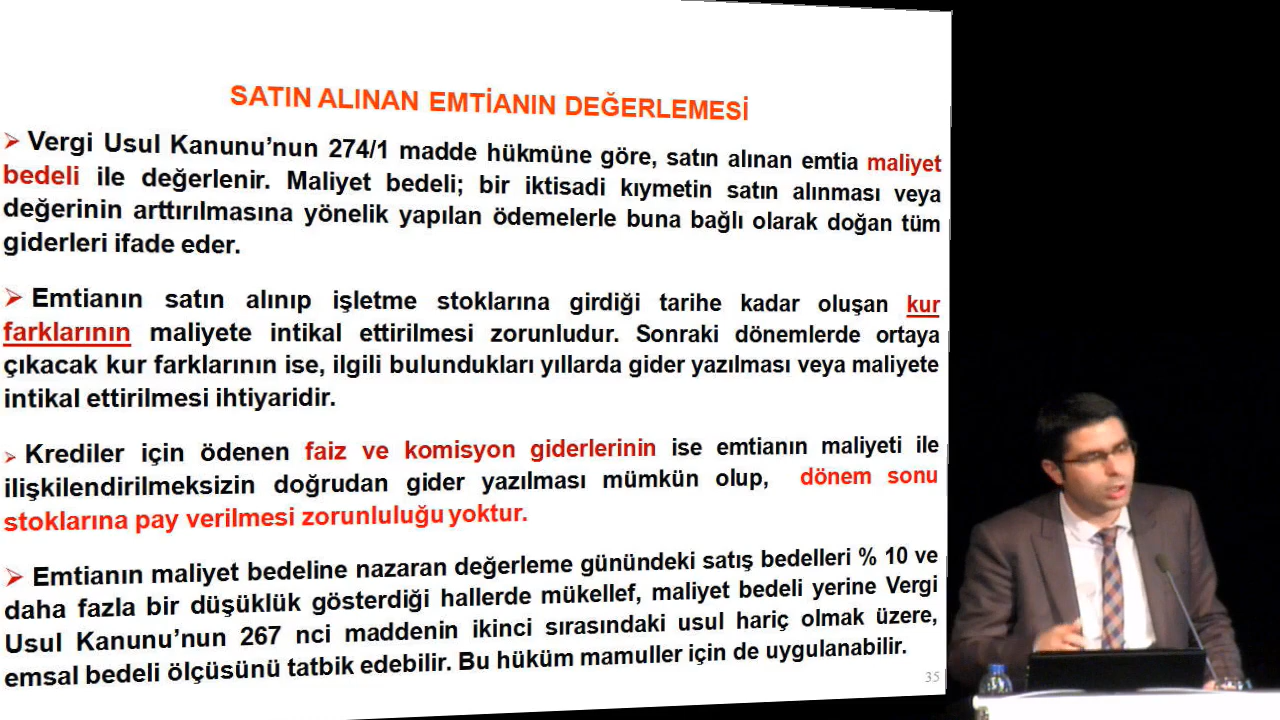 SATIN ALINAN EMTİANIN DEĞERLEMESİ
➢ Vergi Usul Kanunu’nun 274/1 madde hükmüne göre, satın alınan emtia maliyet
bedeli ile değerlenir. Maliyet bedeli; bir iktisadi kıymetin satın alınması veya
değerinin arttırılmasına yönelik yapılan ödemelerle buna bağlı olarak doğan tüm
giderleri ifade eder.
➢ Emtianın satın alınıp işletme stoklarına girdiği tarihe kadar oluşan kur
farklarının maliyete intikal ettirilmesi zorunludur. Sonraki dönemlerde ortaya
çıkacak kur farklarının ise, ilgili bulundukları yıllarda gider yazılması veya maliyete
intikal ettirilmesi ihtiyaridir.
➢ Krediler için ödenen faiz ve komisyon giderlerinin ise emtianın maliyeti ile
ilişkilendirilmeksizin doğrudan gider yazılması mümkün olup, dönem sonu
stoklarına pay verilmesi zorunluluğu yoktur.
➢ Emtianın maliyet bedeline nazaran değerleme günündeki satış bedelleri % 10 ve
daha fazla bir düşüklük gösterdiği hallerde mükellef, maliyet bedeli yerine Vergi
Usul Kanunu’nun 267 nci maddenin ikinci sırasındaki usul hariç olmak üzere,
emsal bedeli ölçüsünü tatbik edebilir. Bu hüküm mamuller için de uygulanabilir.
35